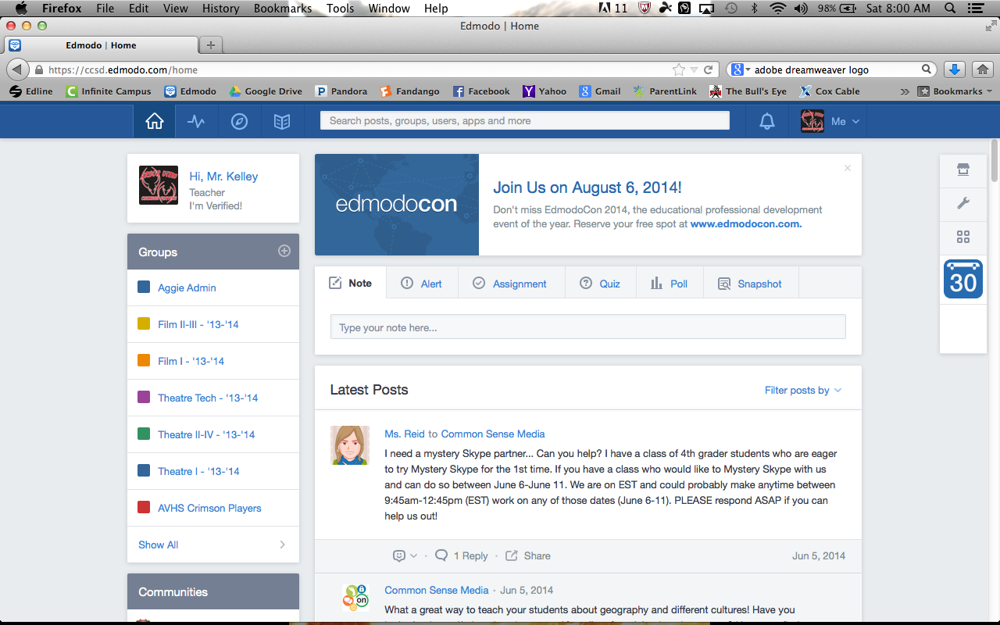 Firefox File Edit View History Bookmarks Tools Window Help 11 98% Sat 8:00 AM
Edmodo | Home
Edmodo | Home
https://ccsd.edmodo.com/home adobe dreamweaver logo
Edline Infinite Campus Edmodo Google Drive Pandora Fandango Facebook Yahoo Gmail ParentLink The Bull's Eye Cox Cable Bookmarks
Search posts, groups, users, apps and more Me
Hi, Mr. Kelley
Teacher
I'm Verified!
Groups
Aggie Admin
Film II-III - '13-'14
Film I - '13-'14
Theatre Tech - '13-'14
Theatre II-IV - '13-'14
Theatre I - '13-'14
AVHS Crimson Players
Show All
Communities
edmodocon
Join Us on August 6, 2014!
Don't miss EdmodoCon 2014, the educational professional development
event of the year. Reserve your free spot at www.edmodocon.com.
Note Alert Assignment Quiz Poll Snapshot
Type your note here...
Latest Posts Filter posts by
Ms. Reid to Common Sense Media
I need a mystery Skype partner... Can you help? I have a class of 4th grader students who are eager
to try Mystery Skype for the 1st time. If you have a class who would like to Mystery Skype with us
and can do so between June 6-June 11. We are on EST and could probably make anytime between
9:45am-12:45pm (EST) work on any of those dates (June 6-11). PLEASE respond ASAP if you can
help us out!
1 Reply Share Jun 5, 2014
on
Common Sense Media Jun 5, 2014
What a great way to teach your students about geography and different cultures! Have you
30